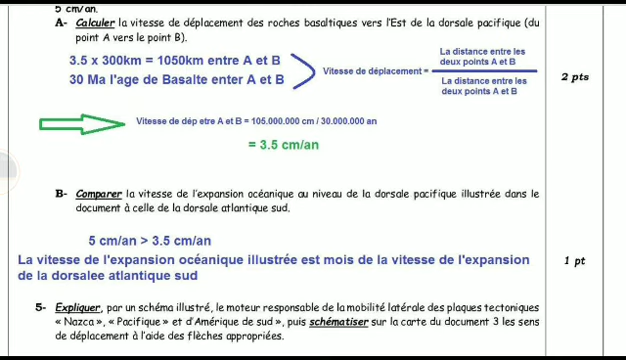 5 cm/an.
A- Calculer la vitesse de déplacement des roches basaltiques vers l'Est de la dorsale pacifique (du
point A vers le point B).
3.5 x 300km = 1050km entre A et B
30 Ma l'age de Basalte enter A et B
Vitesse de déplacement =
La distance entre les
deux points A et B
La distance entre les
deux points A et B
2 pts
Vitesse de dép etre A et B = 105.000.000 cm / 30.000.000 an
= 3.5 cm/an
B- Comparer la vitesse de l'expansion océanique au niveau de la dorsale pacifique illustrée dans le
document à celle de la dorsale atlantique sud.
5 cm/an > 3.5 cm/an
La vitesse de l'expansion océanique illustrée est mois de la vitesse de l'expansion
de la dorsalee atlantique sud
1 pt
5- Expliquer, par un schéma illustré, le moteur responsable de la mobilité latérale des plaques tectoniques
« Nazca », « Pacifique » et d'Amérique de sud », puis schématiser sur la carte du document 3 les sens
de déplacement à l'aide des flèches appropriées.